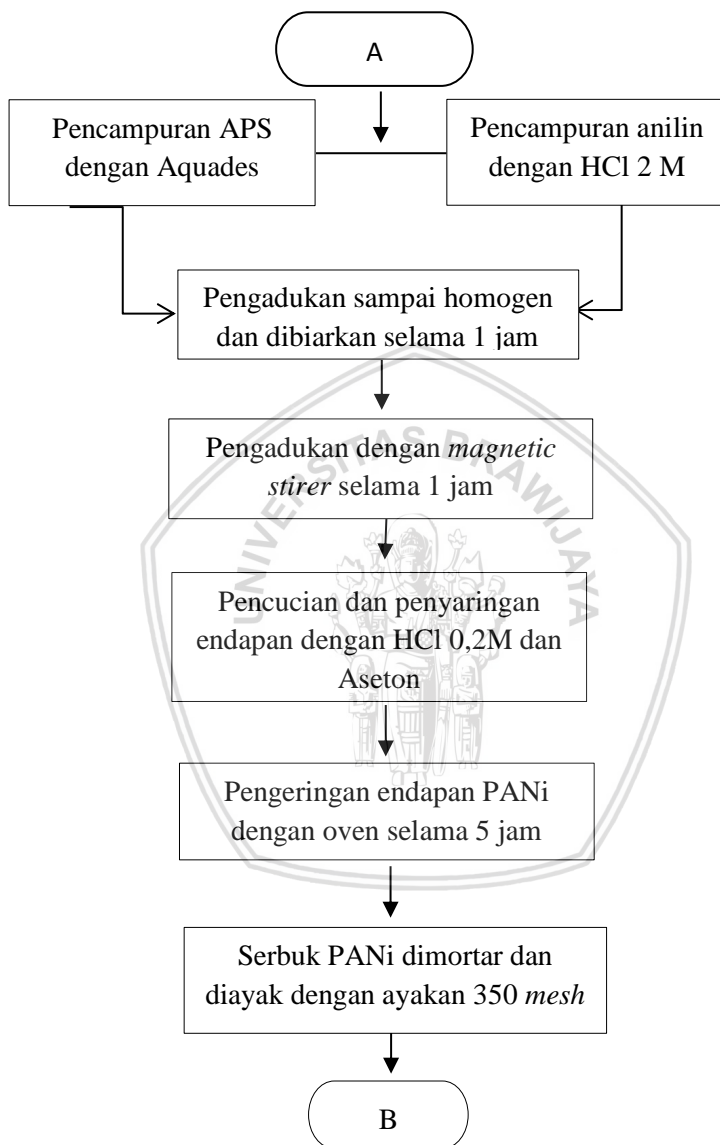 A
Pencampuran APS
dengan Aquades
Pencampuran anilin
dengan HCl 2 M
Pengadukan sampai homogen
dan dibiarkan selama 1 jam
Pengadukan dengan magnetic
stirer selama 1 jam
Pencucian dan penyaringan
endapan dengan HCl 0,2M dan
Aseton
Pengeringan endapan PANi
dengan oven selama 5 jam
Serbuk PANi dimortar dan
diayak dengan ayakan 350 mesh
B
UNIVERSITAS BRAWIJAYA